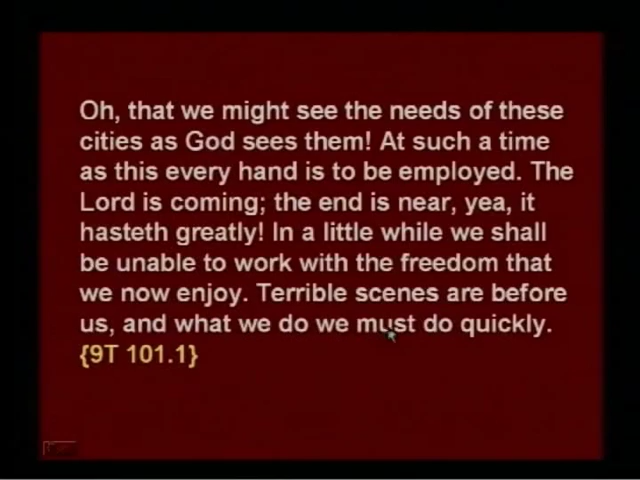 Oh, that we might see the needs of these
cities as God sees them! At such a time
as this every hand is to be employed. The
Lord is coming; the end is near, yea, it
hasteth greatly! In a little while we shall
be unable to work with the freedom that
we now enjoy. Terrible scenes are before
us, and what we do we must do quickly.
{9T 101.1}